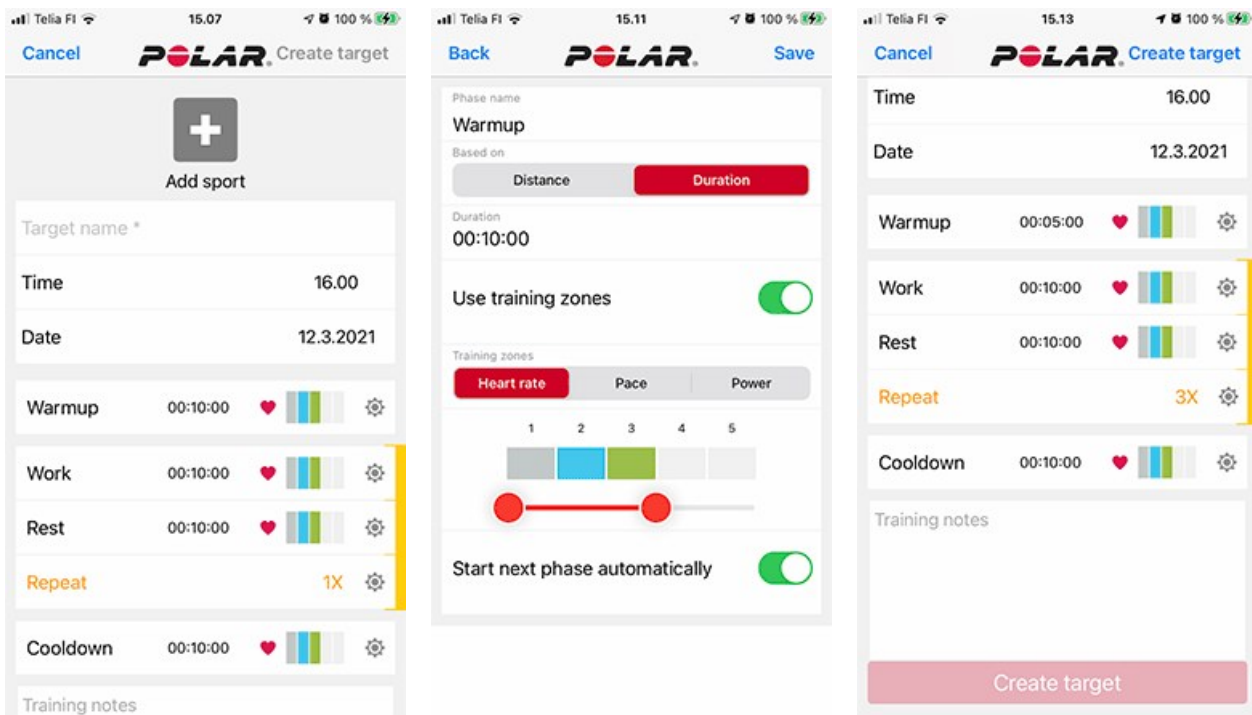 Telia FI 15.07 100 %
Cancel POLAR. Create target
Add sport
Target name *
Time 16.00
Date 12.3.2021
Warmup 00:10:00
Work 00:10:00
Rest 00:10:00
Repeat 1X
Cooldown 00:10:00
Training notes
Telia FI 15.11 100 %
Back POLAR. Save
Phase name
Warmup
Based on
Distance Duration
Duration
00:10:00
Use training zones
Training zones
Heart rate Pace Power
1 2 3 4 5
Start next phase automatically
Telia FI 15.13 100 %
Cancel POLAR. Create target
Time 16.00
Date 12.3.2021
Warmup 00:05:00
Work 00:10:00
Rest 00:10:00
Repeat 3X
Cooldown 00:10:00
Training notes
Create target